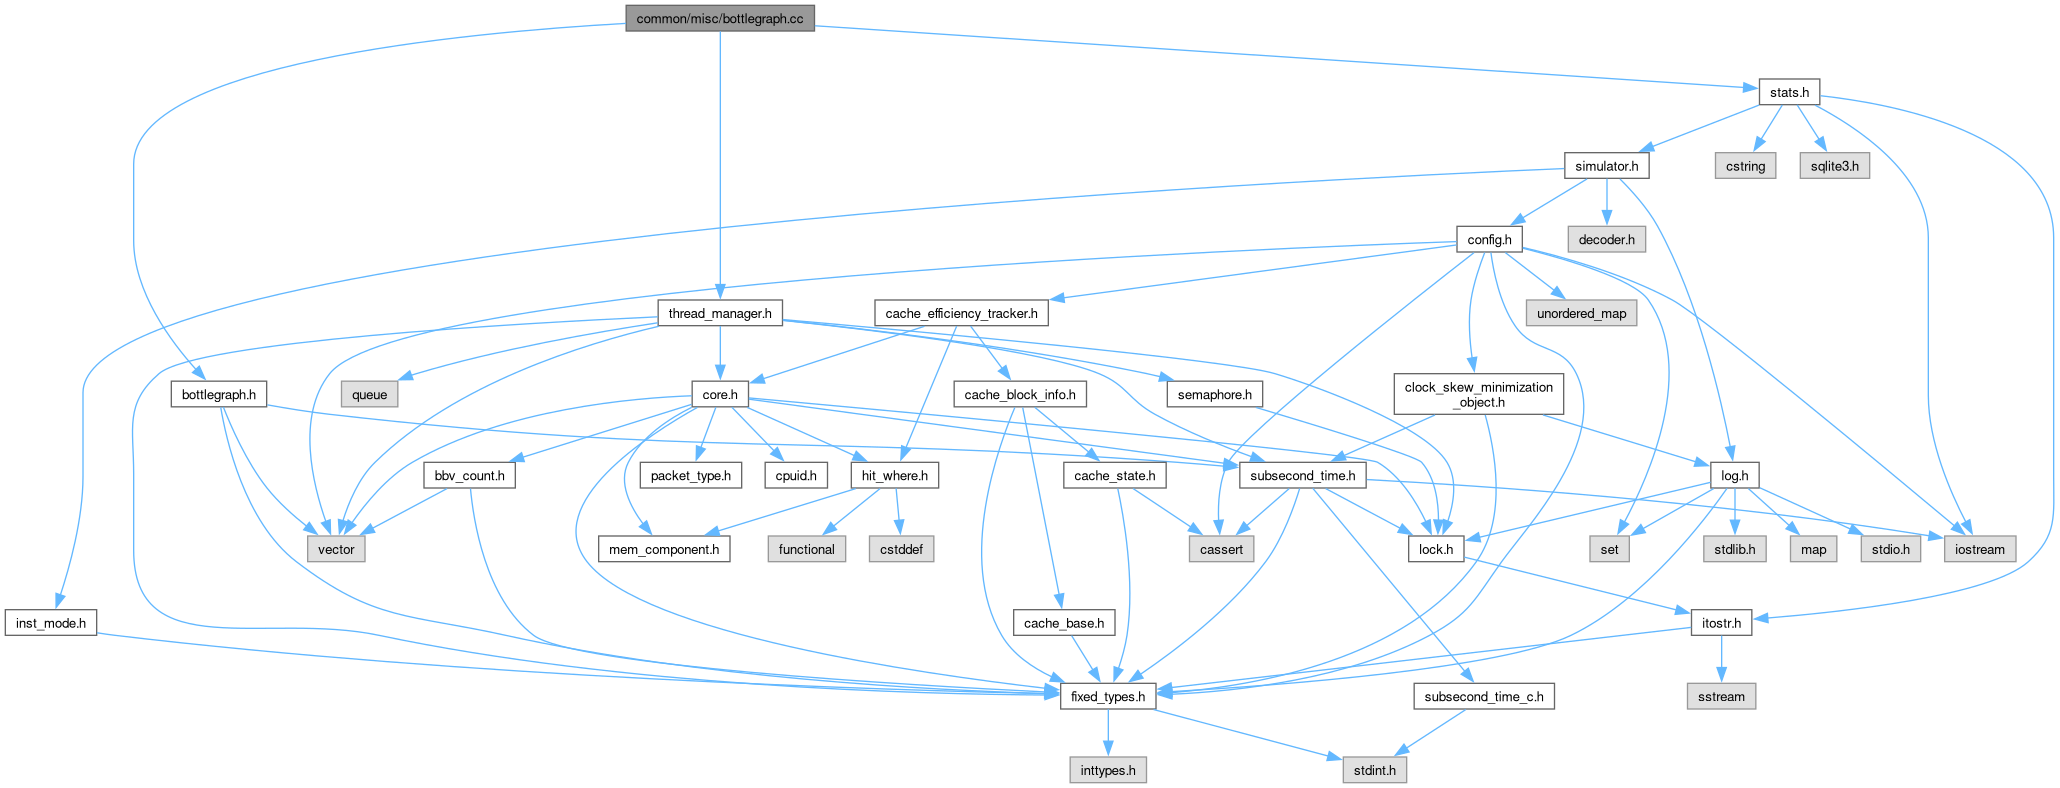 common/misc/bottlegraph.cc
stats.h
simulator.h
cstring
sqlite3.h
config.h
decoder.h
thread_manager.h
cache_efficiency_tracker.h
unordered_map
bottlegraph.h
queue
core.h
cache_block_info.h
semaphore.h
clock_skew_minimization
_object.h
bbv_count.h
packet_type.h
cpuid.h
hit_where.h
cache_state.h
subsecond_time.h
log.h
vector
mem_component.h
functional
cstddef
cassert
lock.h
set
stdlib.h
map
stdio.h
iostream
inst_mode.h
cache_base.h
itostr.h
fixed_types.h
subsecond_time_c.h
sstream
inttypes.h
stdint.h